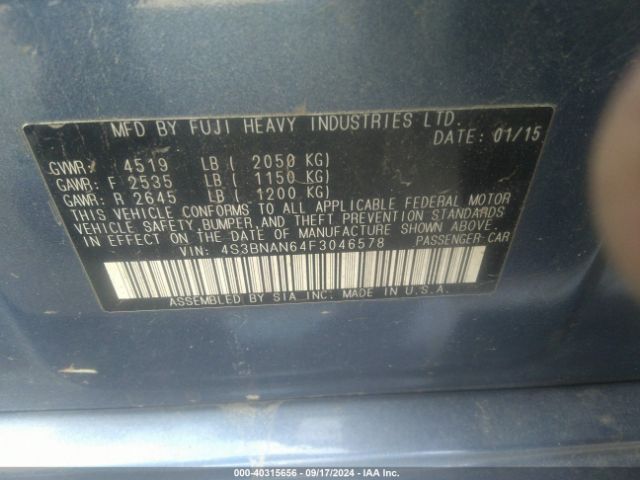 MFD BY FUJI HEAVY INDUSTRIES LTD.
DATE: 01/15
GVWR: 4519 LB ( 2050 KG)
GAWR: F 2535 LB ( 1150 KG)
GAWR: R 2645 LB ( 1200 KG)
THIS VEHICLE CONFORMS TO ALL APPLICABLE FEDERAL MOTOR
VEHICLE SAFETY, BUMPER, AND THEFT PREVENTION STANDARDS
IN EFFECT ON THE DATE OF MANUFACTURE SHOWN ABOVE.
VIN: 4S3BNAN64F3046578 PASSENGER-CAR
ASSEMBLED BY SIA INC. MADE IN U.S.A.
000-40315656 - 09/17/2024 - IAA Inc.